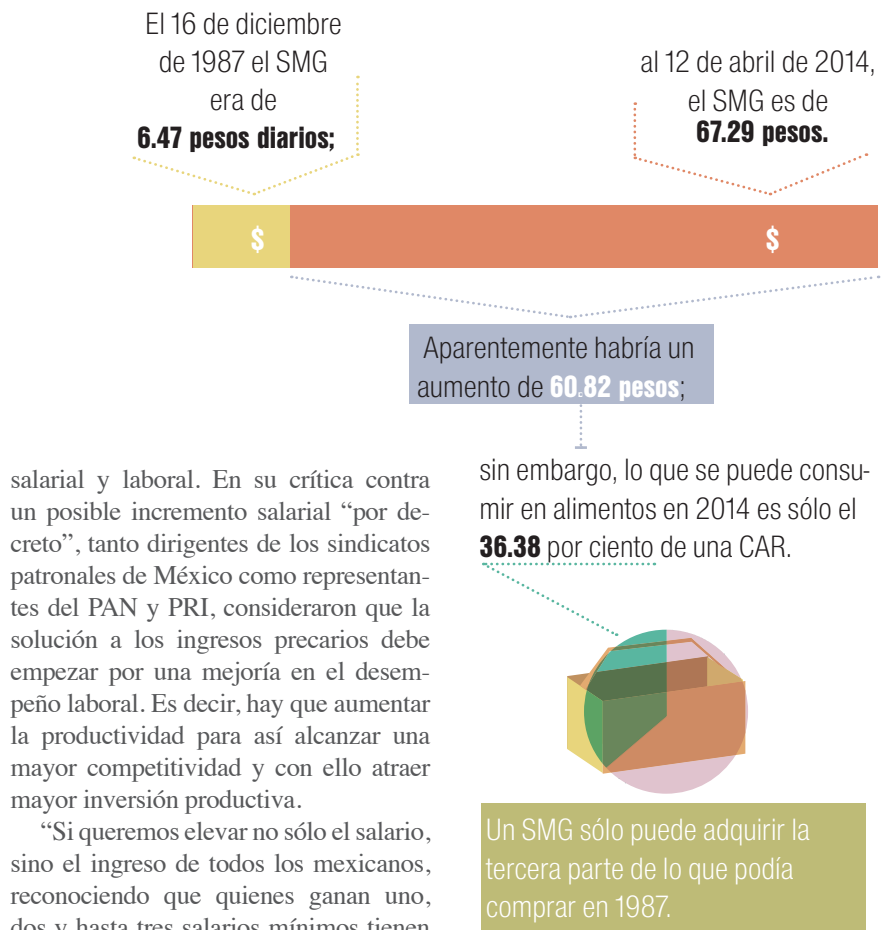 El 16 de diciembre
de 1987 el SMG
era de
6.47 pesos diarios;
al 12 de abril de 2014,
el SMG es de
67.29 pesos.
$
$
Aparentemente habría un
aumento de 60.82 pesos;
sin embargo, lo que se puede consu-
mir en alimentos en 2014 es sólo el
36.38 por ciento de una CAR.
Un SMG sólo puede adquirir la
tercera parte de lo que podía
comprar en 1987.
salarial y laboral. En su crítica contra
un posible incremento salarial “por de-
creto”, tanto dirigentes de los sindicatos
patronales de México como representan-
tes del PAN y PRI, consideraron que la
solución a los ingresos precarios debe
empezar por una mejoría en el desem-
peño laboral. Es decir, hay que aumentar
la productividad para así alcanzar una
mayor competitividad y con ello atraer
mayor inversión productiva.
“Si queremos elevar no sólo el salario,
sino el ingreso de todos los mexicanos,
reconociendo que quienes ganan uno,
dos y hasta tres salarios mínimos tienen